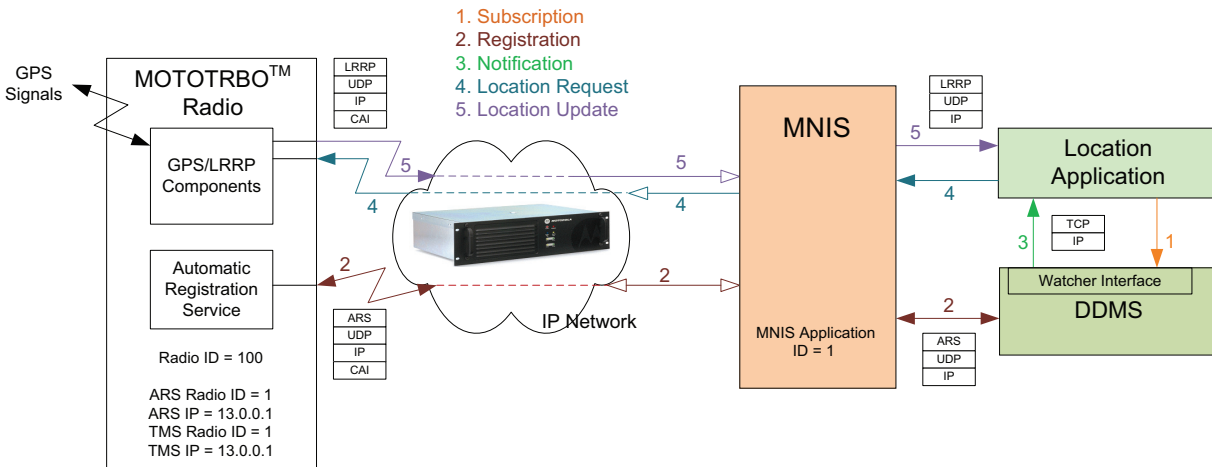 1. Subscription
2. Registration
3. Notification
4. Location Request
5. Location Update
GPS
Signals
MOTOTRBO™
Radio
GPS/LRRP
Components
Automatic
Registration
Service
Radio ID = 100
ARS Radio ID = 1
ARS IP = 13.0.0.1
TMS Radio ID = 1
TMS IP = 13.0.0.1
LRRP
UDP
IP
CAI
5
4
2
ARS
UDP
IP
CAI
MOTOROLA
IP Network
5
4
2
MNIS
MNIS Application
ID = 1
LRRP
UDP
IP
5
4
Location
Application
3
TCP
IP
1
Watcher Interface
DDMS
2
ARS
UDP
IP